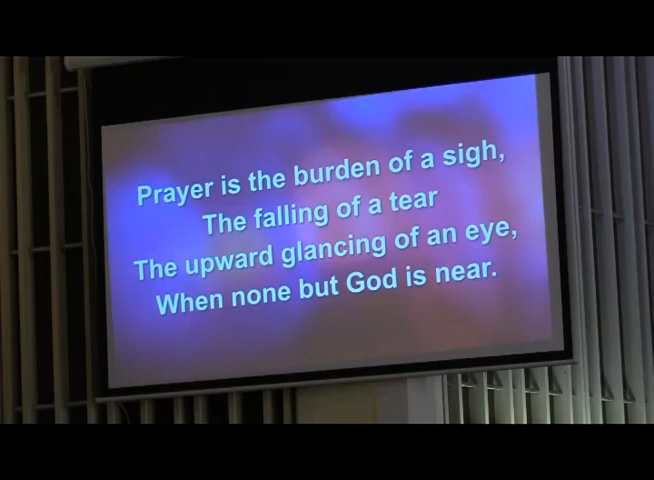 Prayer is the burden of a sigh,
The falling of a tear
The upward glancing of an eye,
When none but God is near.